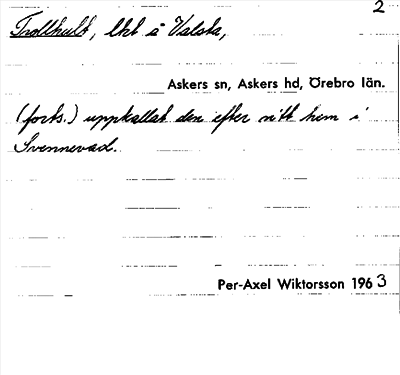 2
Trollhult, lht å Valsta,
Askers sn, Askers hd, Örebro län.
(forts.) uppkallat den efter sitt hem i
Svennevad.
Per-Axel Wiktorsson 1963